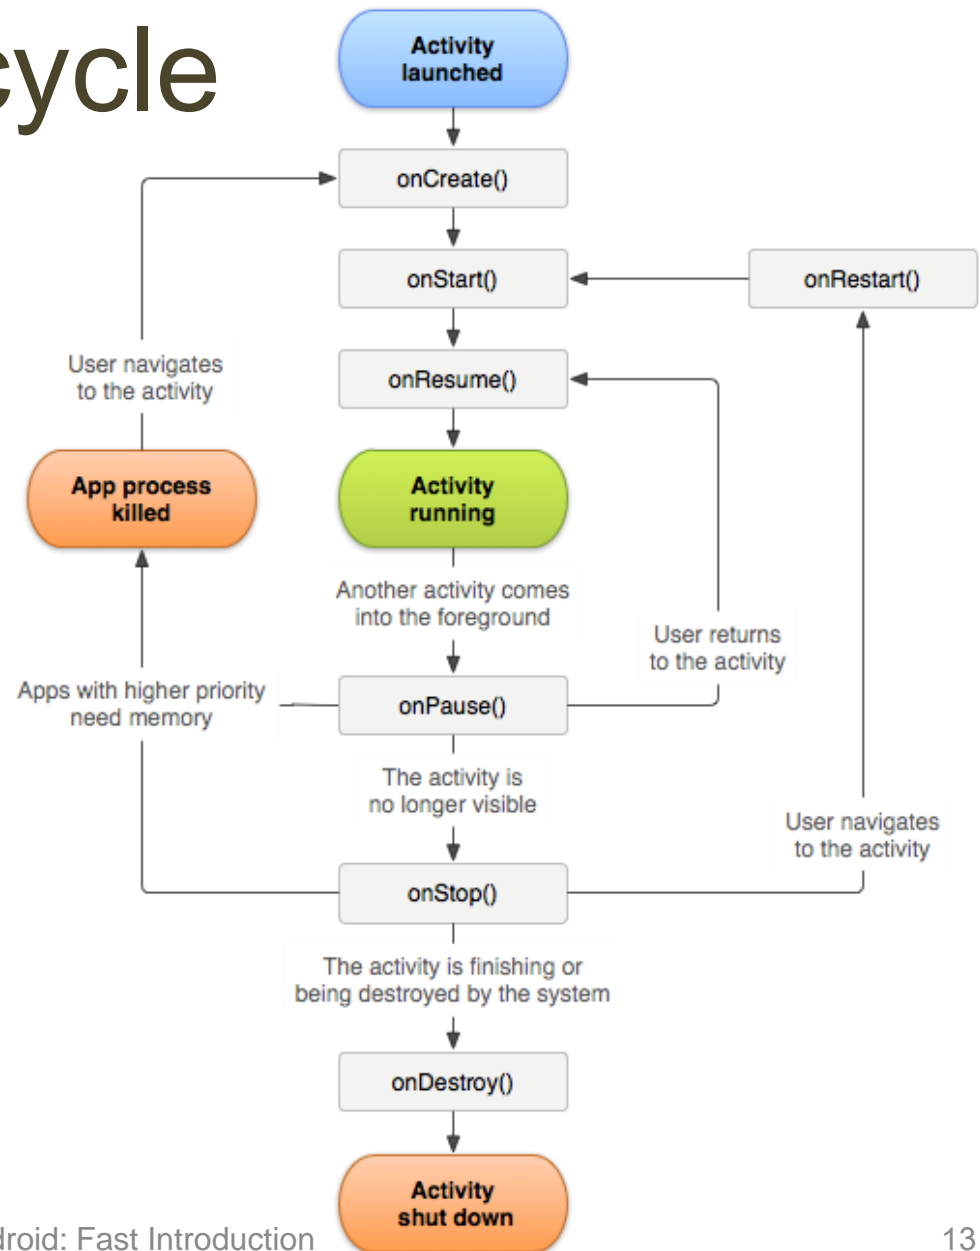 cycle
Activity
launched
onCreate()
onStart()
onRestart()
User navigates
to the activity
onResume()
App process
killed
Activity
running
Another activity comes
into the foreground
User returns
to the activity
Apps with higher priority
need memory
onPause()
The activity is
no longer visible
User navigates
to the activity
onStop()
The activity is finishing or
being destroyed by the system
onDestroy()
Activity
shut down
droid: Fast Introduction
13